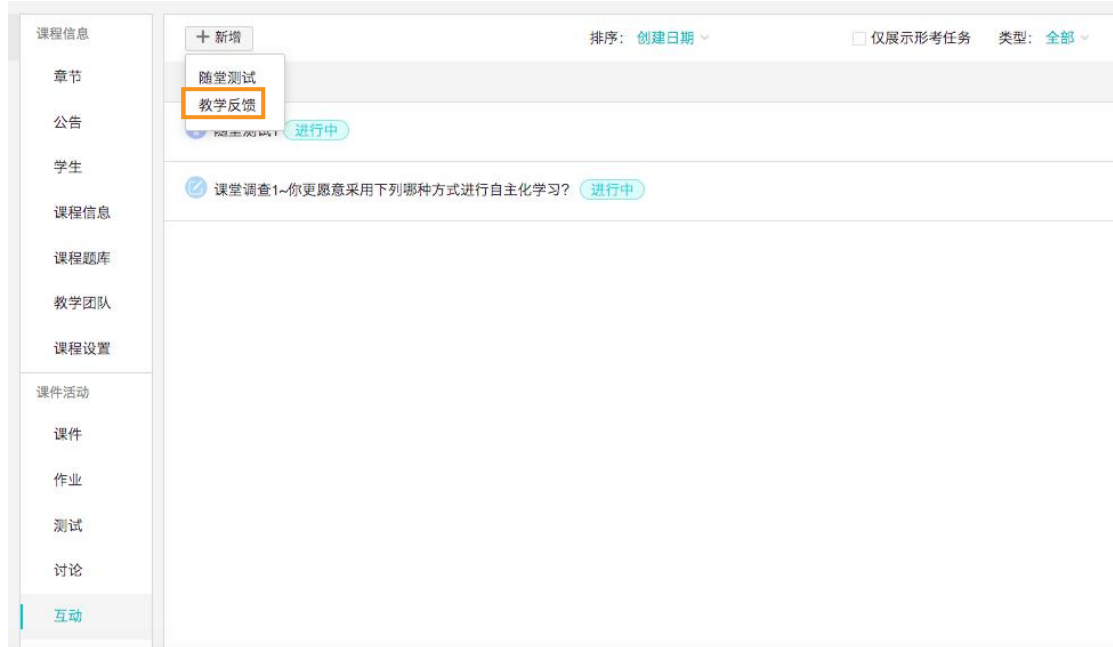 课程信息
章节
公告
学生
课程信息
课程题库
教学团队
课程设置
课件活动
课件
作业
测试
讨论
互动
新增 排序: 创建日期 仅展示形考任务 类型: 全部
随堂测试
教学反馈
随堂测试1 进行中
课堂调查1~你更愿意采用下列哪种方式进行自主化学习? 进行中